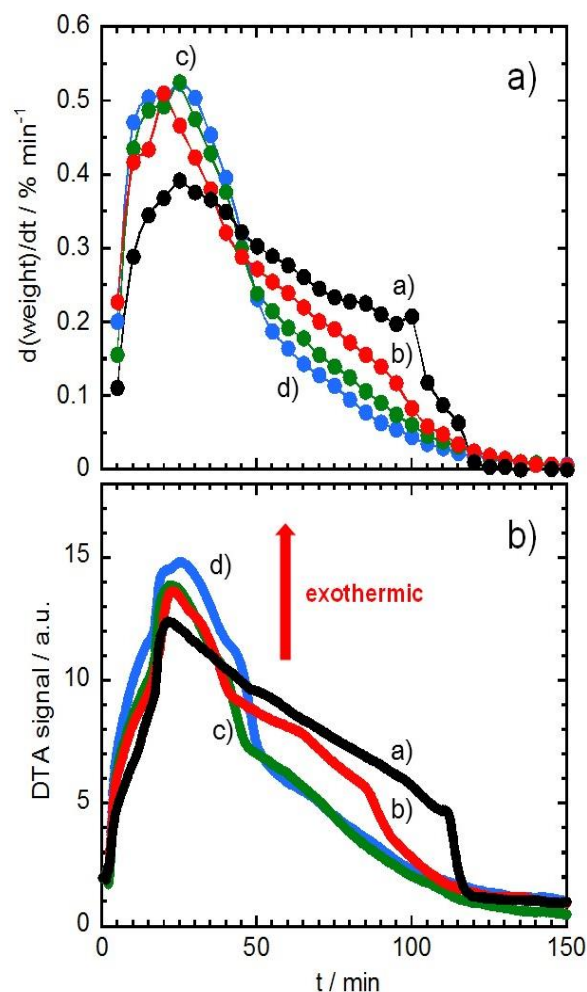 0.6
c)
a)
0.5
0.4
0.3
a)
0.2
b)
0.1
d)
0
d(weight)/dt / % min⁻¹
b)
15
d)
exothermic
10
a)
c)
b)
5
0
DTA signal / a.u.
0 50 100 150
t / min